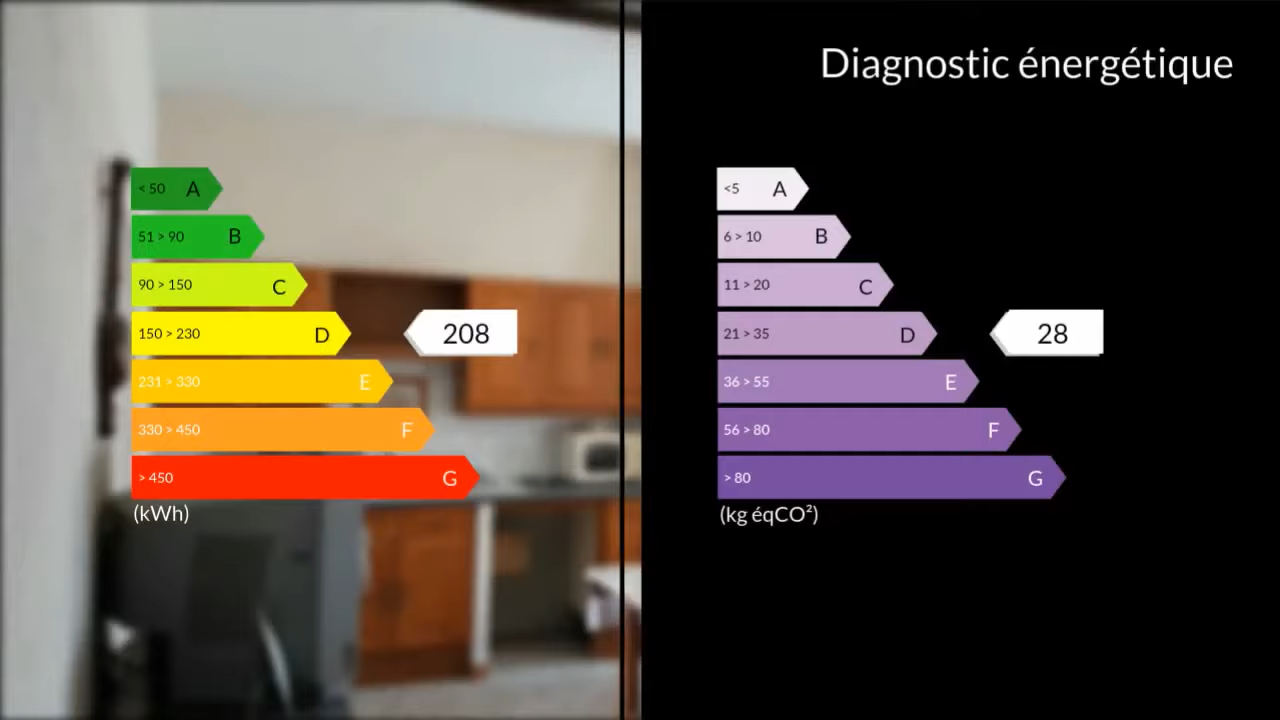 Diagnostic énergétique
< 50 A
51 > 90 B
90 > 150 C
150 > 230 D
208
231 > 330 E
330 > 450 F
> 450 G
(kWh)
<5 A
6 > 10 B
11 > 20 C
21 > 35 D
28
36 > 55 E
56 > 80 F
> 80 G
(kg éqCO²)